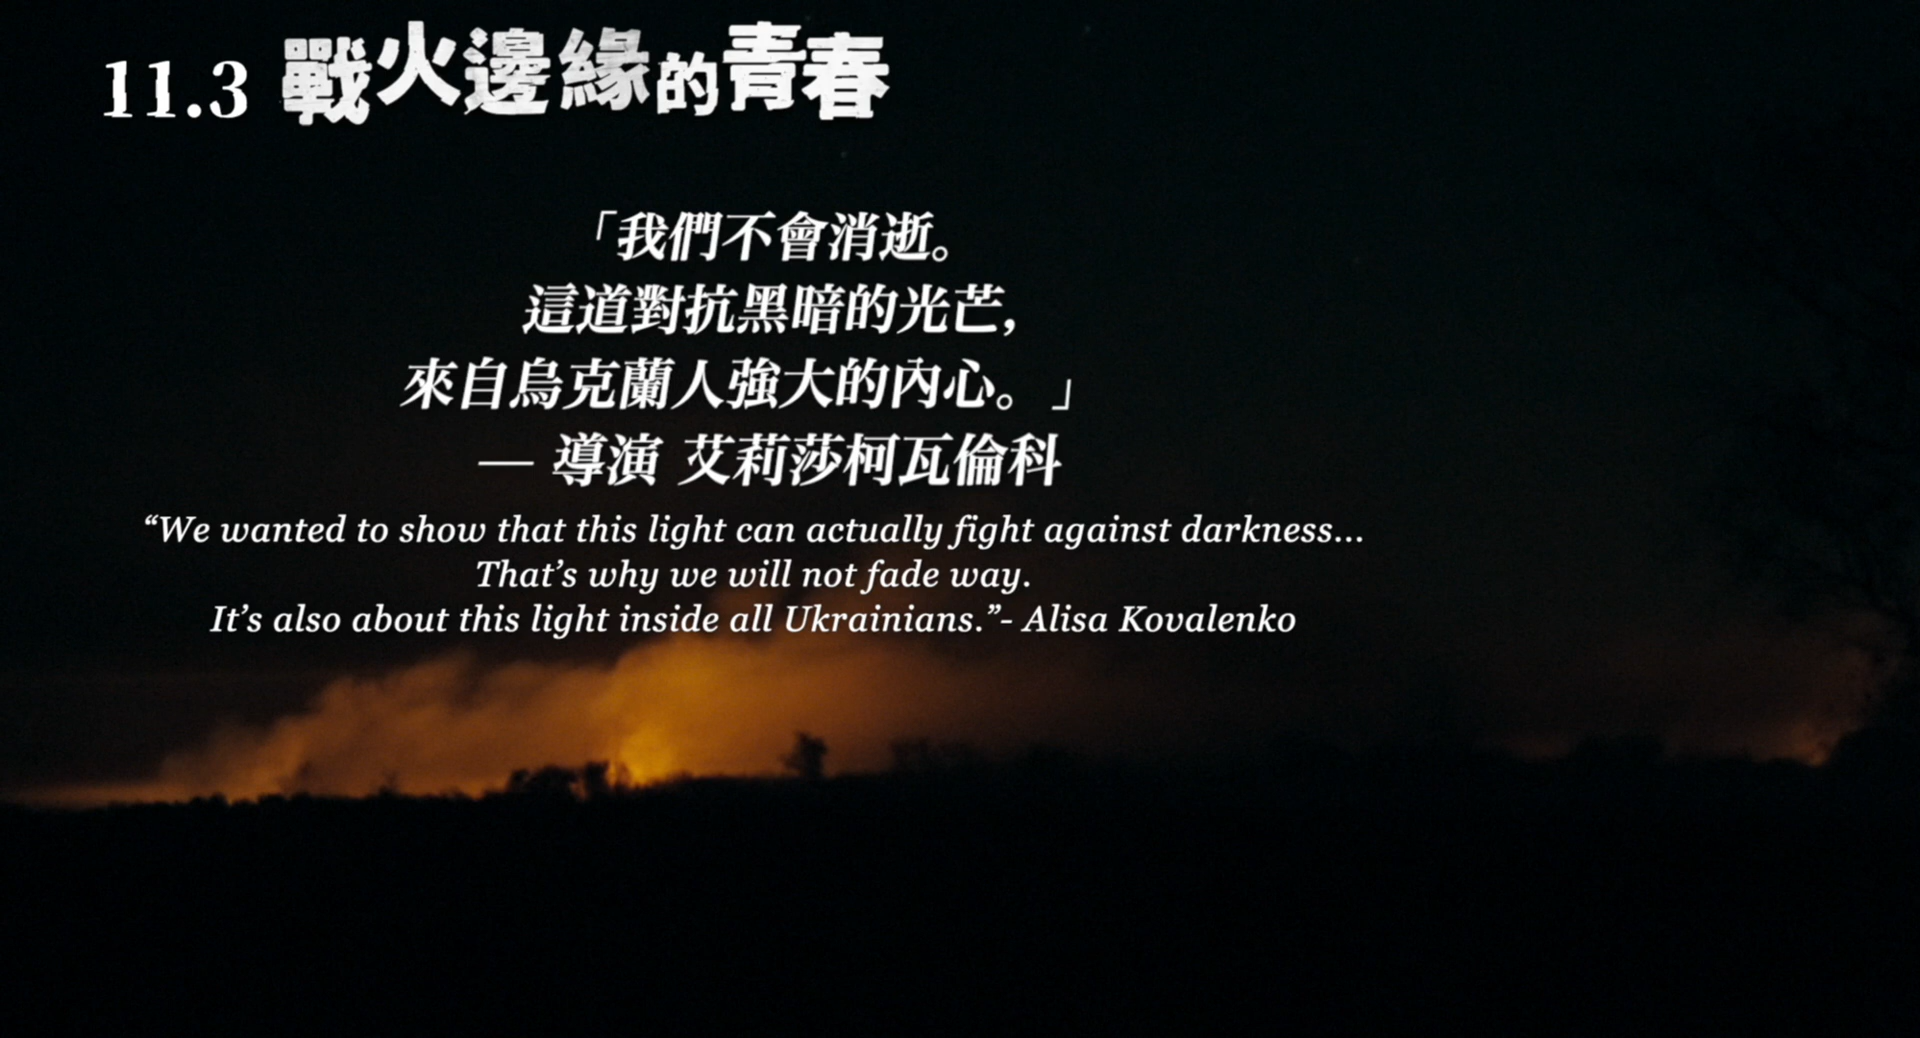 11.3 戰火邊緣的青春
「我們不會消逝。
這道對抗黑暗的光芒，
來自烏克蘭人強大的內心。」
— 導演 艾莉莎柯瓦倫科
“We wanted to show that this light can actually fight against darkness...
That’s why we will not fade way.
It’s also about this light inside all Ukrainians.”- Alisa Kovalenko